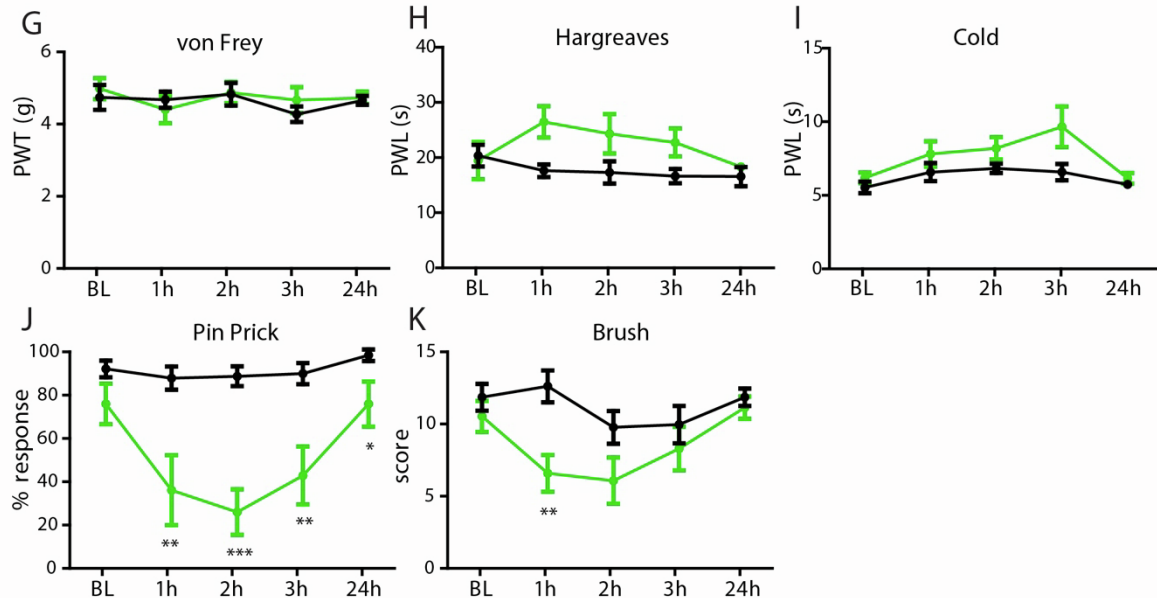 G
von Frey
PWT (g)
6
4
2
0
BL 1h 2h 3h 24h
H
Hargreaves
PWL (s)
40
30
20
10
0
BL 1h 2h 3h 24h
I
Cold
PWL (s)
15
10
5
0
BL 1h 2h 3h 24h
J
Pin Prick
% response
100
80
60
40
20
0
** *** ** *
BL 1h 2h 3h 24h
K
Brush
score
15
10
5
0
**
BL 1h 2h 3h 24h